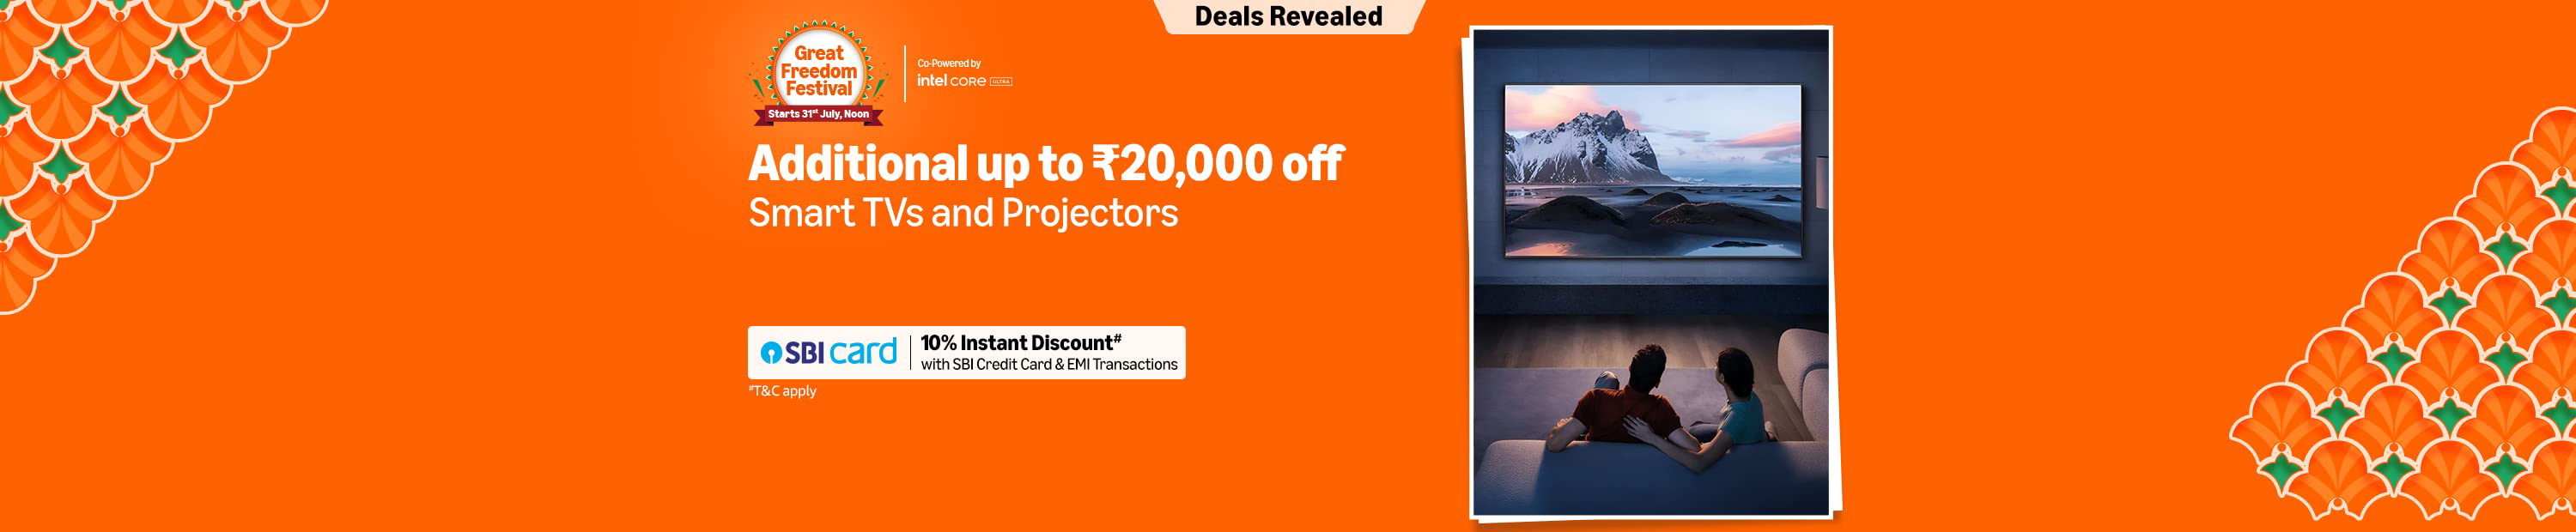 Deals Revealed
Great
Freedom
Festival
Starts 31st July, Noon
Co-Powered by
intel CORE ULTRA
Additional up to ₹20,000 off
Smart TVs and Projectors
SBI card
10% Instant Discount#
with SBI Credit Card & EMI Transactions
#T&C apply